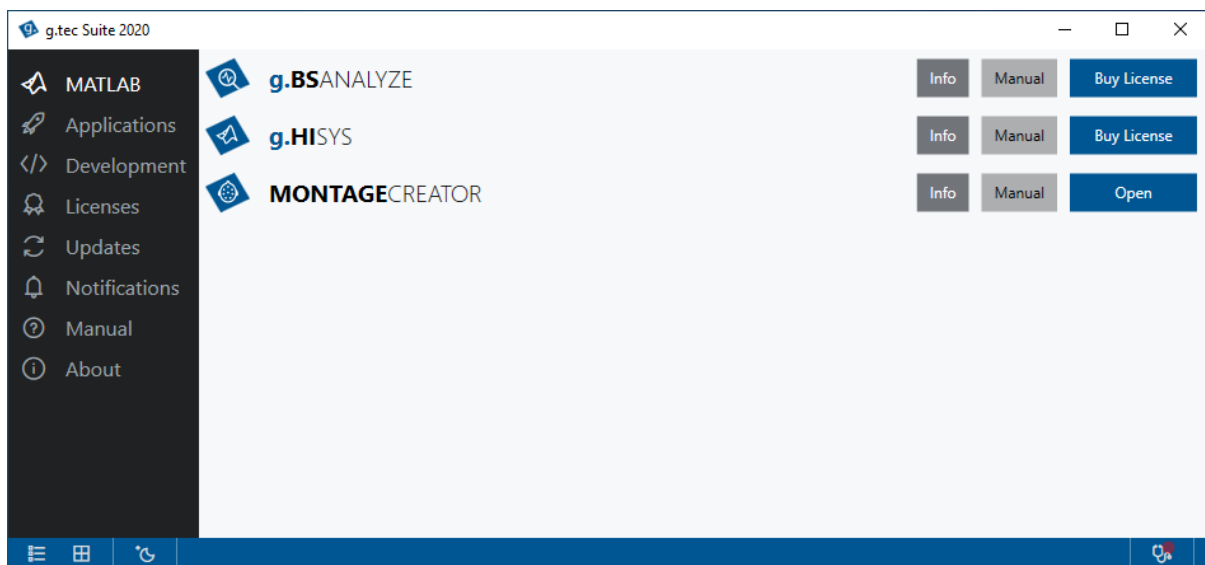 g.tec Suite 2020
MATLAB
Applications
Development
Licenses
Updates
Notifications
Manual
About
g.BSANALYZE Info Manual Buy License
g.HISYS Info Manual Buy License
MONTAGECREATOR Info Manual Open